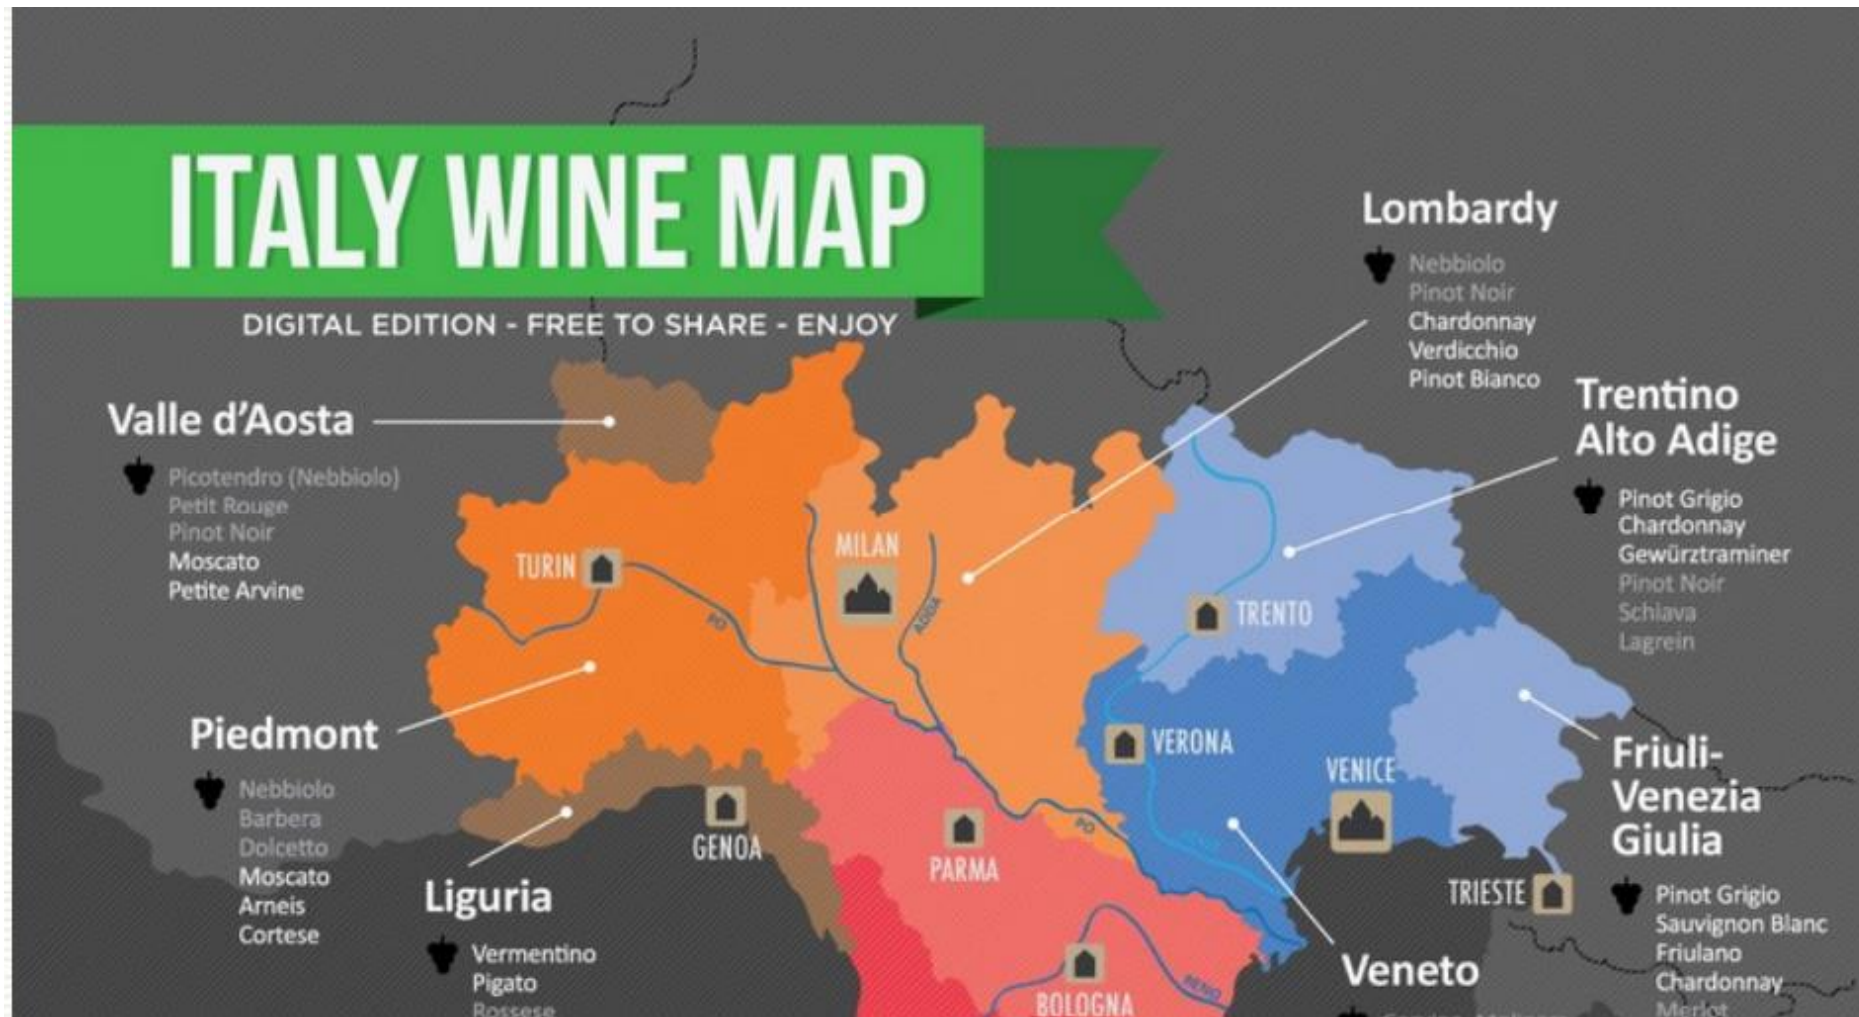 ITALY WINE MAP
DIGITAL EDITION - FREE TO SHARE - ENJOY
Lombardy
Nebbiolo
Pinot Noir
Chardonnay
Verdicchio
Pinot Bianco
Trentino
Alto Adige
Pinot Grigio
Chardonnay
Gewürztraminer
Pinot Noir
Schiava
Lagrein
Valle d'Aosta
Picotendro (Nebbiolo)
Petit Rouge
Pinot Noir
Moscato
Petite Arvine
TURIN
MILAN
PO
ADDA
TRENTO
Piedmont
Nebbiolo
Barbera
Dolcetto
Moscato
Arneis
Cortese
VERONA
VENICE
Friuli-
Venezia
Giulia
Pinot Grigio
Sauvignon Blanc
Friulano
Chardonnay
Merlot
GENOA
PARMA
PO
TRIESTE
Liguria
Vermentino
Pigato
Rossese
Veneto
BOLOGNA
RENO